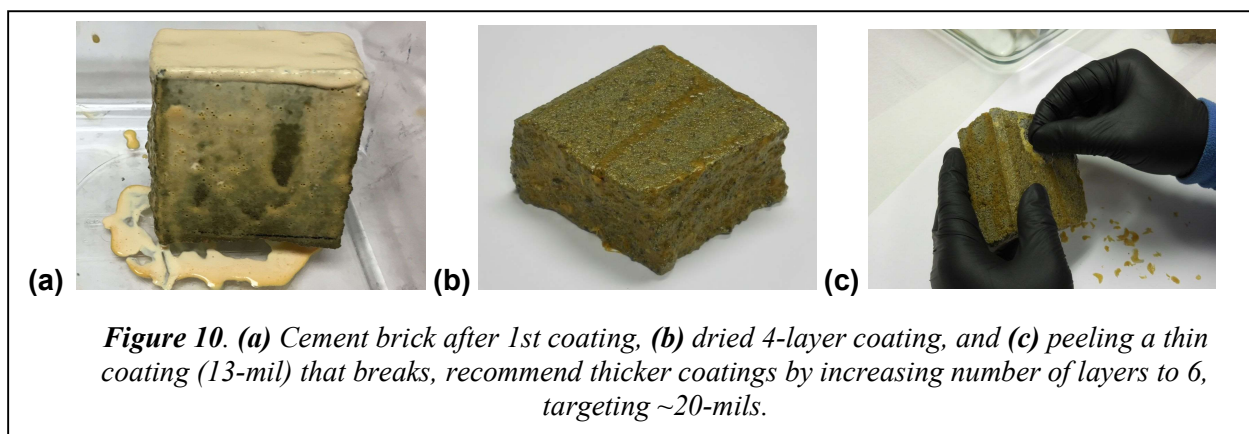 (a) (b) (c)
Figure 10. (a) Cement brick after 1st coating, (b) dried 4-layer coating, and (c) peeling a thin
coating (13-mil) that breaks, recommend thicker coatings by increasing number of layers to 6,
targeting ~20-mils.